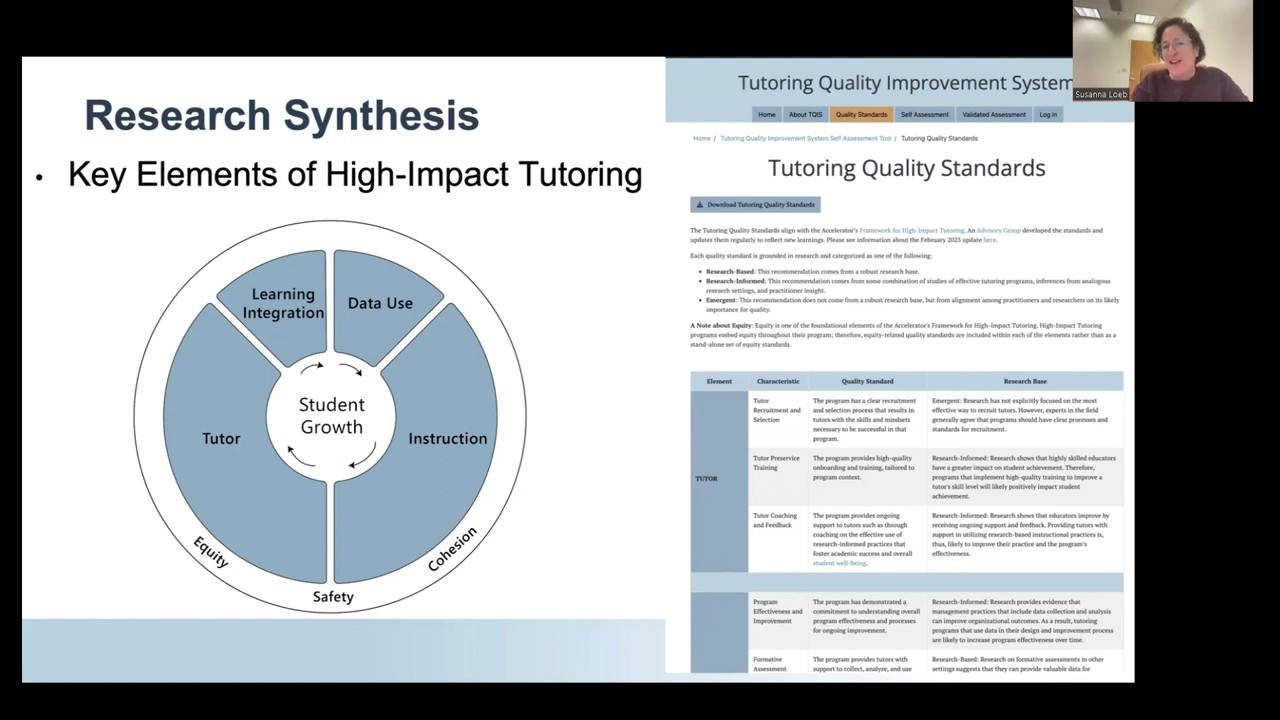 Research Synthesis
• Key Elements of High-Impact Tutoring
Learning
Integration
Data Use
Student
Growth
Tutor
Instruction
Equity
Safety
Cohesion
Tutoring Quality Improvement System
Home
About TQIS
Quality Standards
Self Assessment
Validated Assessment
Log in
Home / Tutoring Quality Improvement System Self Assessment Tool / Tutoring Quality Standards
Tutoring Quality Standards
Download Tutoring Quality Standards
The Tutoring Quality Standards align with the Accelerator's Framework for High-Impact Tutoring. An Advisory Group developed the standards and
updates them regularly to reflect new learnings. Please see information about the February 2023 update here.
Each quality standard is grounded in research and categorized as one of the following:
• Research-Based: This recommendation comes from a robust research base.
• Research-Informed: This recommendation comes from some combination of studies of effective tutoring programs, inferences from analogous
research settings, and practitioner insight.
• Emergent: This recommendation does not come from a robust research base, but from alignment among practitioners and researchers on its likely
importance for quality.
A Note about Equity: Equity is one of the foundational elements of the Accelerator's Framework for High-Impact Tutoring. High-Impact Tutoring
programs embed equity throughout their program; therefore, equity-related quality standards are included within each of the elements rather than as a
stand-alone set of equity standards.
Element
Characteristic
Quality Standard
Research Base
TUTOR
Tutor
Recruitment and
Selection
The program has a clear recruitment
and selection process that results in
tutors with the skills and mindsets
necessary to be successful in that
program.
Emergent: Research has not explicitly focused on the most
effective way to recruit tutors. However, experts in the field
generally agree that programs should have clear processes and
standards for recruitment.
Tutor Preservice
Training
The program provides high-quality
onboarding and training, tailored to
program context.
Research-Informed: Research shows that highly skilled educators
have a greater impact on student achievement. Therefore,
programs that implement high-quality training to improve a
tutor's skill level will likely positively impact student
achievement.
Tutor Coaching
and Feedback
The program provides ongoing
support to tutors such as through
coaching on the effective use of
research-informed practices that
foster academic success and overall
student well-being.
Research-Informed: Research shows that educators improve by
receiving ongoing support and feedback. Providing tutors with
support in utilizing research-based instructional practices is,
thus, likely to improve their practice and the program's
effectiveness.
Program
Effectiveness and
Improvement
The program has demonstrated a
commitment to understanding overall
program effectiveness and processes
for ongoing improvement.
Research-Informed: Research provides evidence that
management practices that include data collection and analysis
can improve organizational outcomes. As a result, tutoring
programs that use data in their design and improvement process
are likely to increase program effectiveness over time.
Formative
Assessment
The program provides tutors with
support to collect, analyze, and use
Research-Based: Research on formative assessments in other
settings suggests that they can provide valuable data for
Susanna Loeb